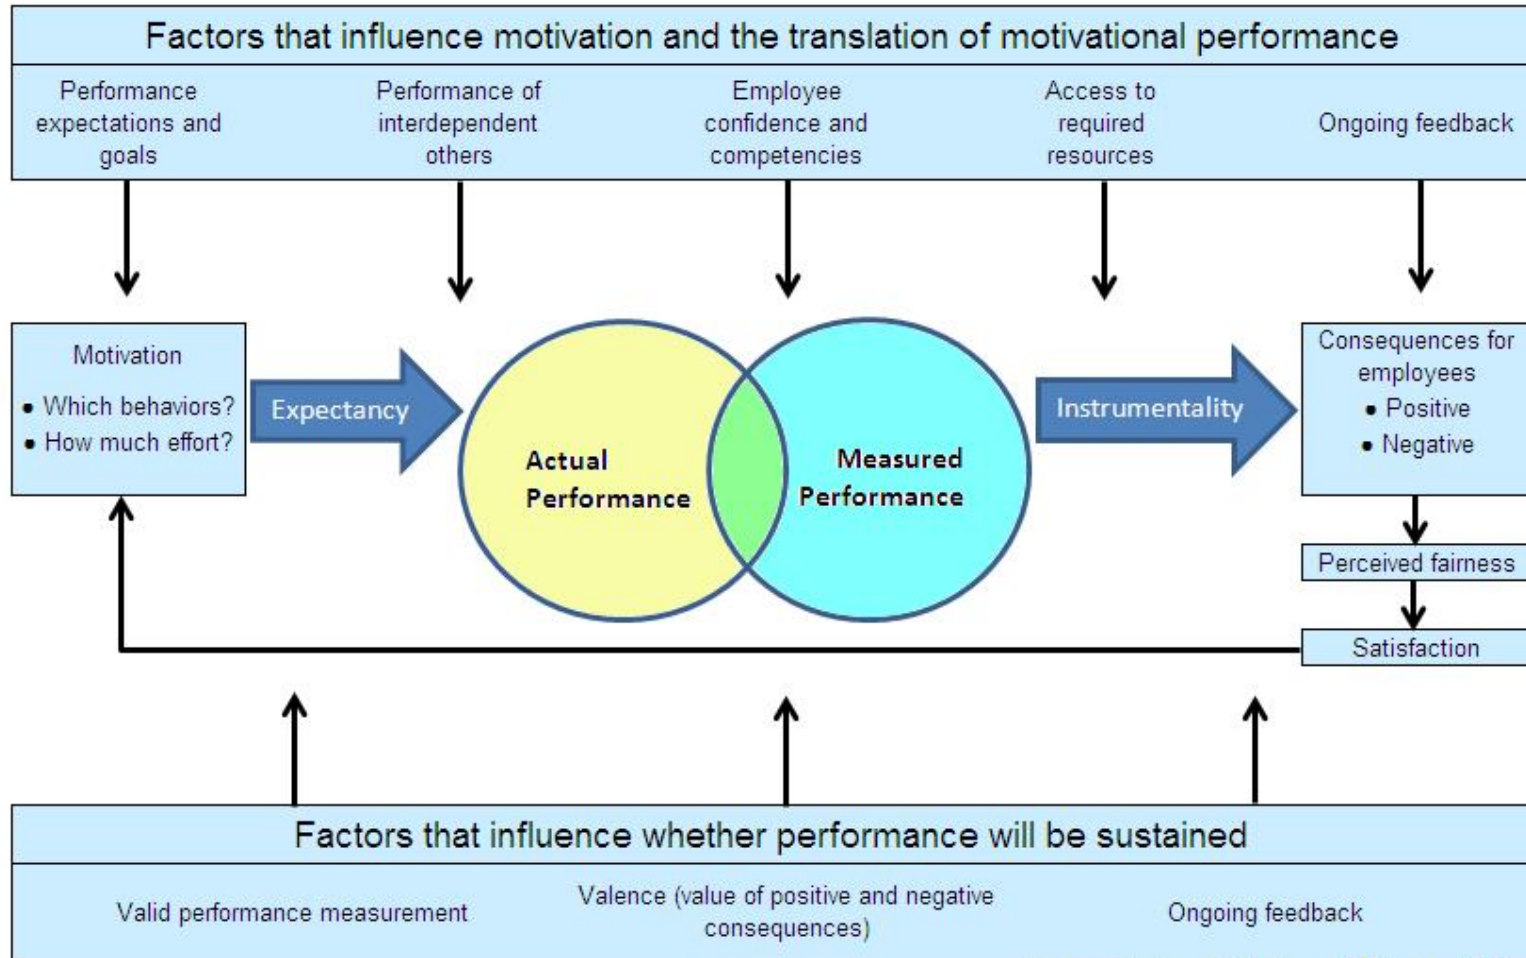 Factors that influence motivation and the translation of motivational performance
Performance
expectations and
goals
Performance of
interdependent
others
Employee
confidence and
competencies
Access to
required
resources
Ongoing feedback
Motivation
● Which behaviors?
● How much effort?
Expectancy
Actual
Performance
Measured
Performance
Instrumentality
Consequences for
employees
● Positive
● Negative
Perceived fairness
Satisfaction
Factors that influence whether performance will be sustained
Valid performance measurement
Valence (value of positive and negative
consequences)
Ongoing feedback